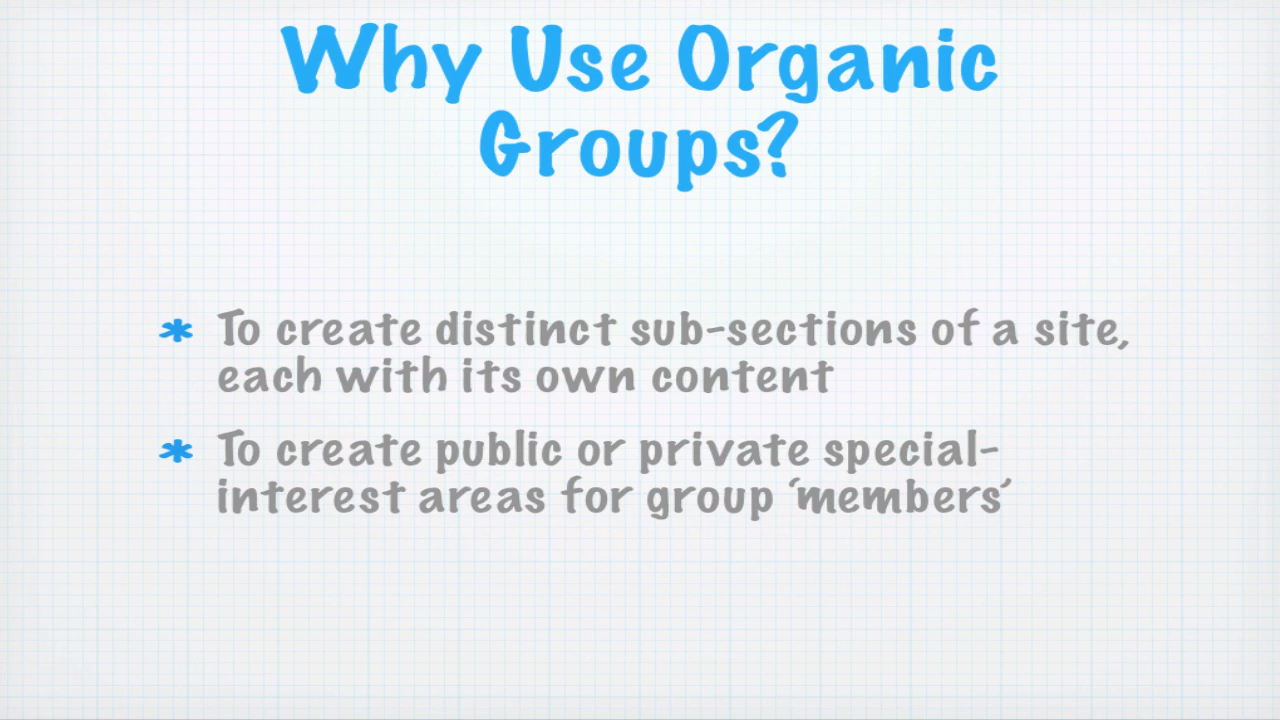 Why Use Organic
Groups?
* To create distinct sub-sections of a site,
each with its own content
* To create public or private special-
interest areas for group ‘members’